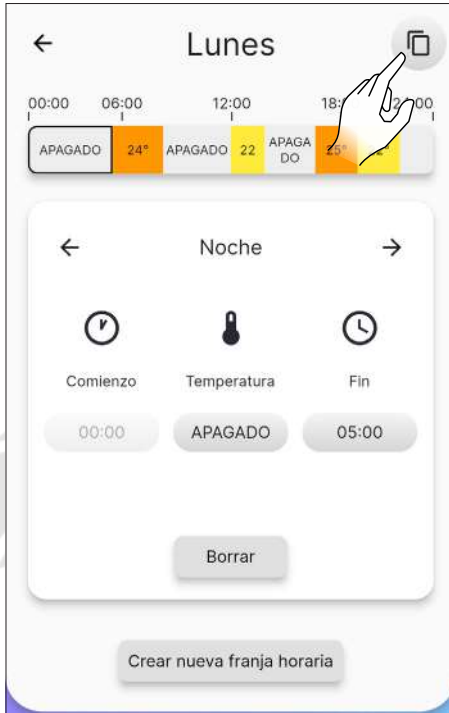 Lunes
00:00 06:00 12:00
APAGADO 24° APAGADO 22 APAGA
DO 25°
Noche
Comienzo Temperatura Fin
00:00 APAGADO 05:00
Borrar
Crear nueva franja horaria